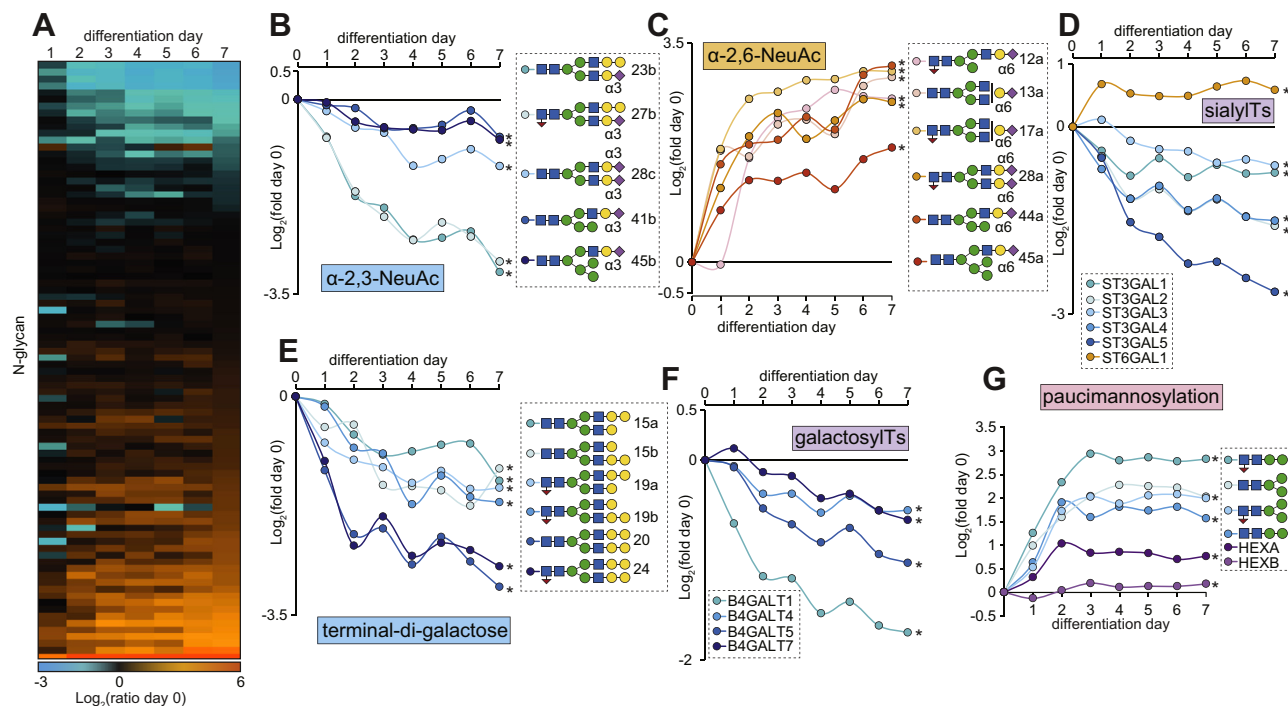 A
differentiation day
1 2 3 4 5 6 7
N-glycan
-3 0 6
Log2(ratio day 0)
B
differentiation day
0 1 2 3 4 5 6 7
0.5
0
-3.5
Log2(fold day 0)
α-2,3-NeuAc
* * * * *
23b
α3
27b
α3
28c
α3
α3
41b
α3
45b
α3
C
3.5
0
-0.5
Log2(fold day 0)
α-2,6-NeuAc
0 1 2 3 4 5 6 7
differentiation day
12a
α6
13a
α6
17a
α6
α6
28a
α6
44a
α6
45a
α6
D
differentiation day
0 1 2 3 4 5 6 7
1
0
-3
Log2(fold day 0)
sialylTs
ST3GAL1
ST3GAL2
ST3GAL3
ST3GAL4
ST3GAL5
ST6GAL1
E
differentiation day
0 1 2 3 4 5 6 7
0
-3.5
Log2(fold day 0)
terminal-di-galactose
15a
15b
19a
19b
20
24
F
differentiation day
0 1 2 3 4 5 6 7
0.5
0
-2
Log2(fold day 0)
galactosylTs
B4GALT1
B4GALT4
B4GALT5
B4GALT7
G
paucimannosylation
3.5
3
2.5
2
1.5
1
0.5
0
-0.5
Log2(fold day 0)
1 2 3 4 5 6 7
differentiation day
HEXA
HEXB